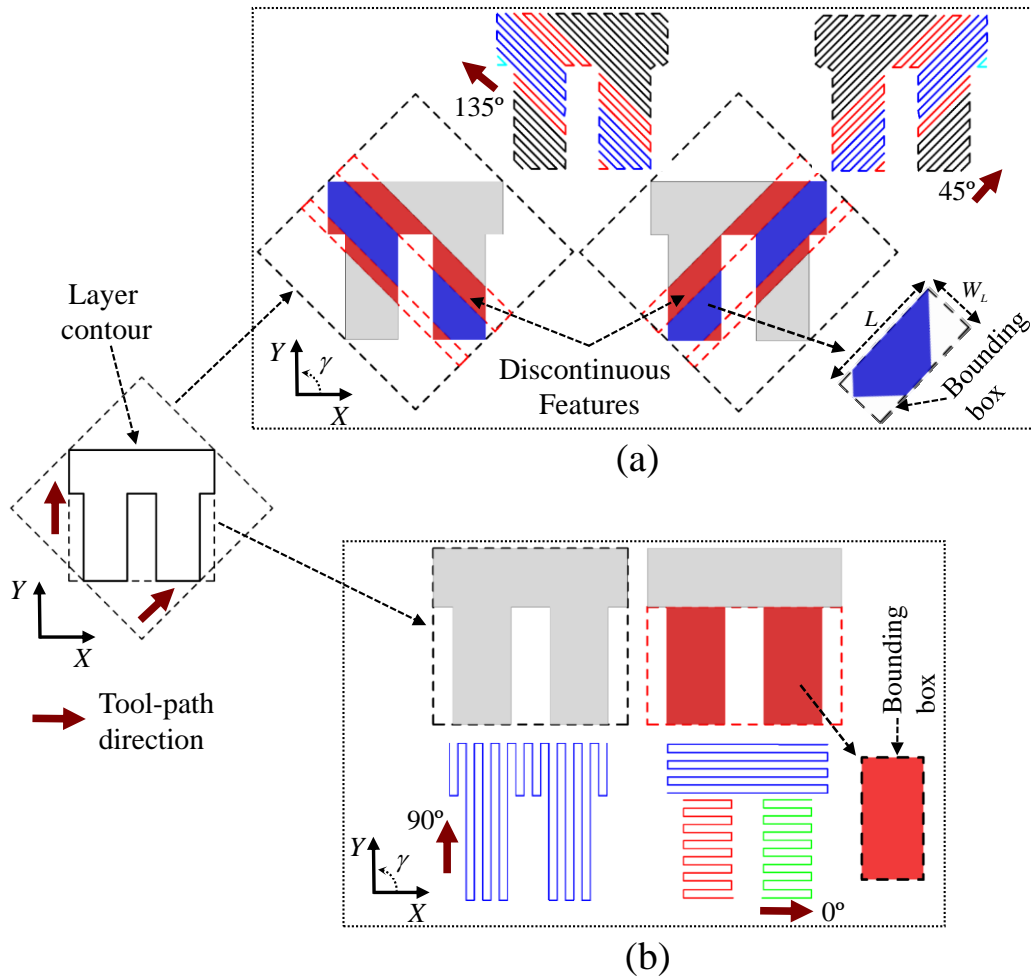 135º
45º
Layer
contour
Y
γ
X
Discontinuous
Features
L
W_L
Bounding
box
(a)
Y
X
Tool-path
direction
Bounding
box
90º
Y
γ
X
0º
(b)